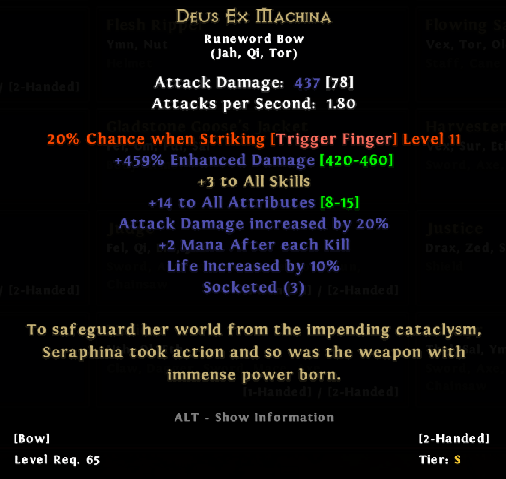 Deus Ex Machina
Runeword Bow
(Jah, Qi, Tor)
Attack Damage: 437 [78]
Attacks per Second: 1.80
20% Chance when Striking [Trigger Finger] Level 11
+459% Enhanced Damage [420-460]
+3 to All Skills
+14 to All Attributes [8-15]
Attack Damage increased by 20%
+2 Mana After each Kill
Life Increased by 10%
Socketed (3)
To safeguard her world from the impending cataclysm,
Seraphina took action and so was the weapon with
immense power born.
ALT - Show Information
[Bow] [2-Handed]
Level Req. 65 Tier: S